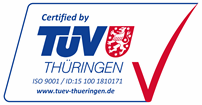 Certified by
TÜV
THÜRINGEN
ISO 9001 / ID:15 100 1810171
www.tuev-thueringen.de